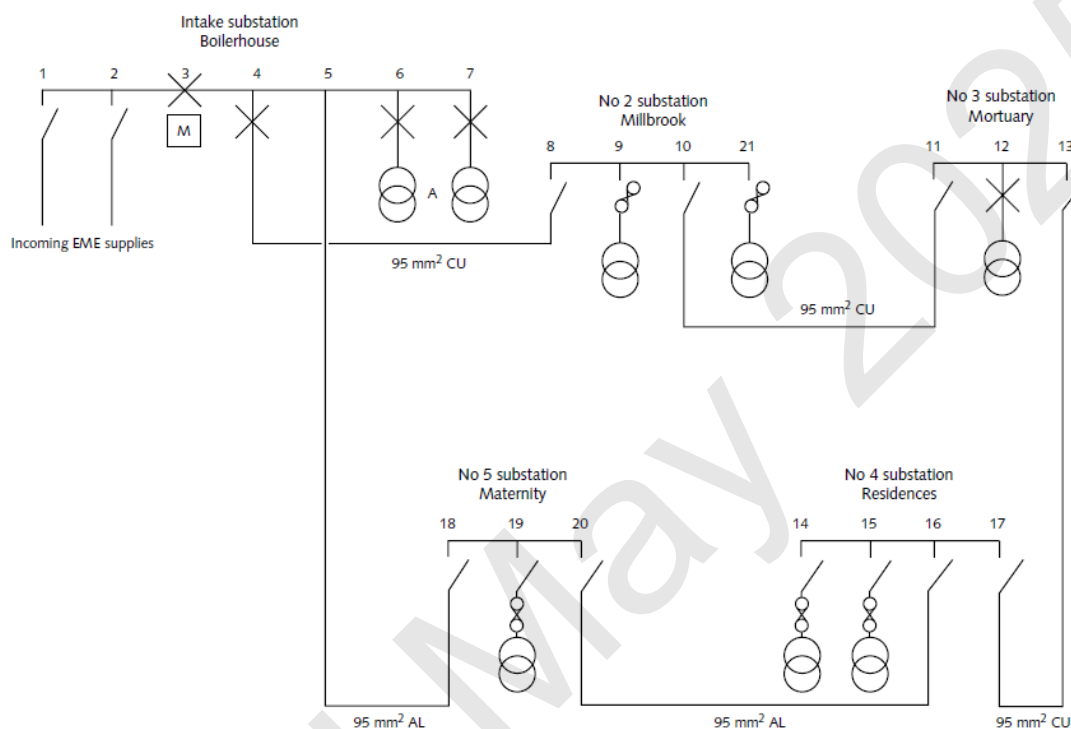 Intake substation
Boilerhouse
1 2 3 4 5 6 7
M
A
Incoming EME supplies
95 mm² CU
No 2 substation
Millbrook
8 9 10 21
95 mm² CU
No 3 substation
Mortuary
11 12 13
No 5 substation
Maternity
18 19 20
No 4 substation
Residences
14 15 16 17
95 mm² AL
95 mm² AL
95 mm² CU
May 202